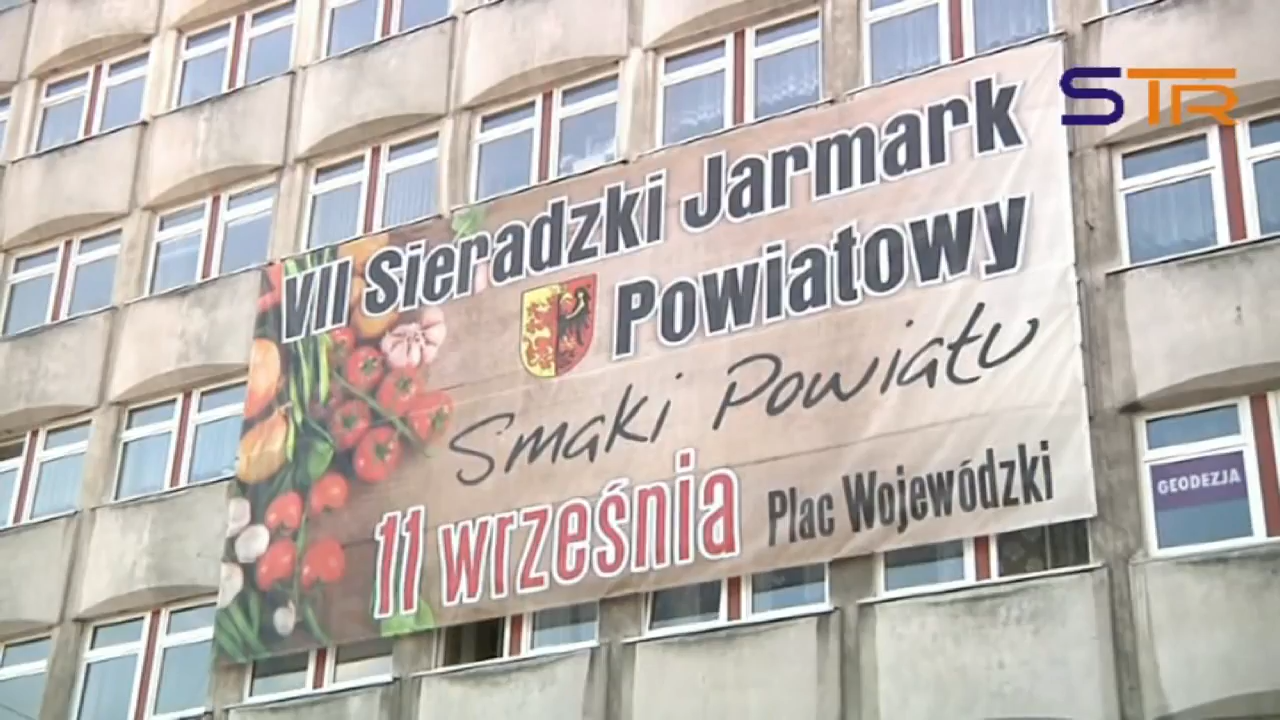 STR
VII Sieradzki Jarmark
Powiatowy
Smaki Powiatu
11 września Plac Wojewódzki
GEODEZJA